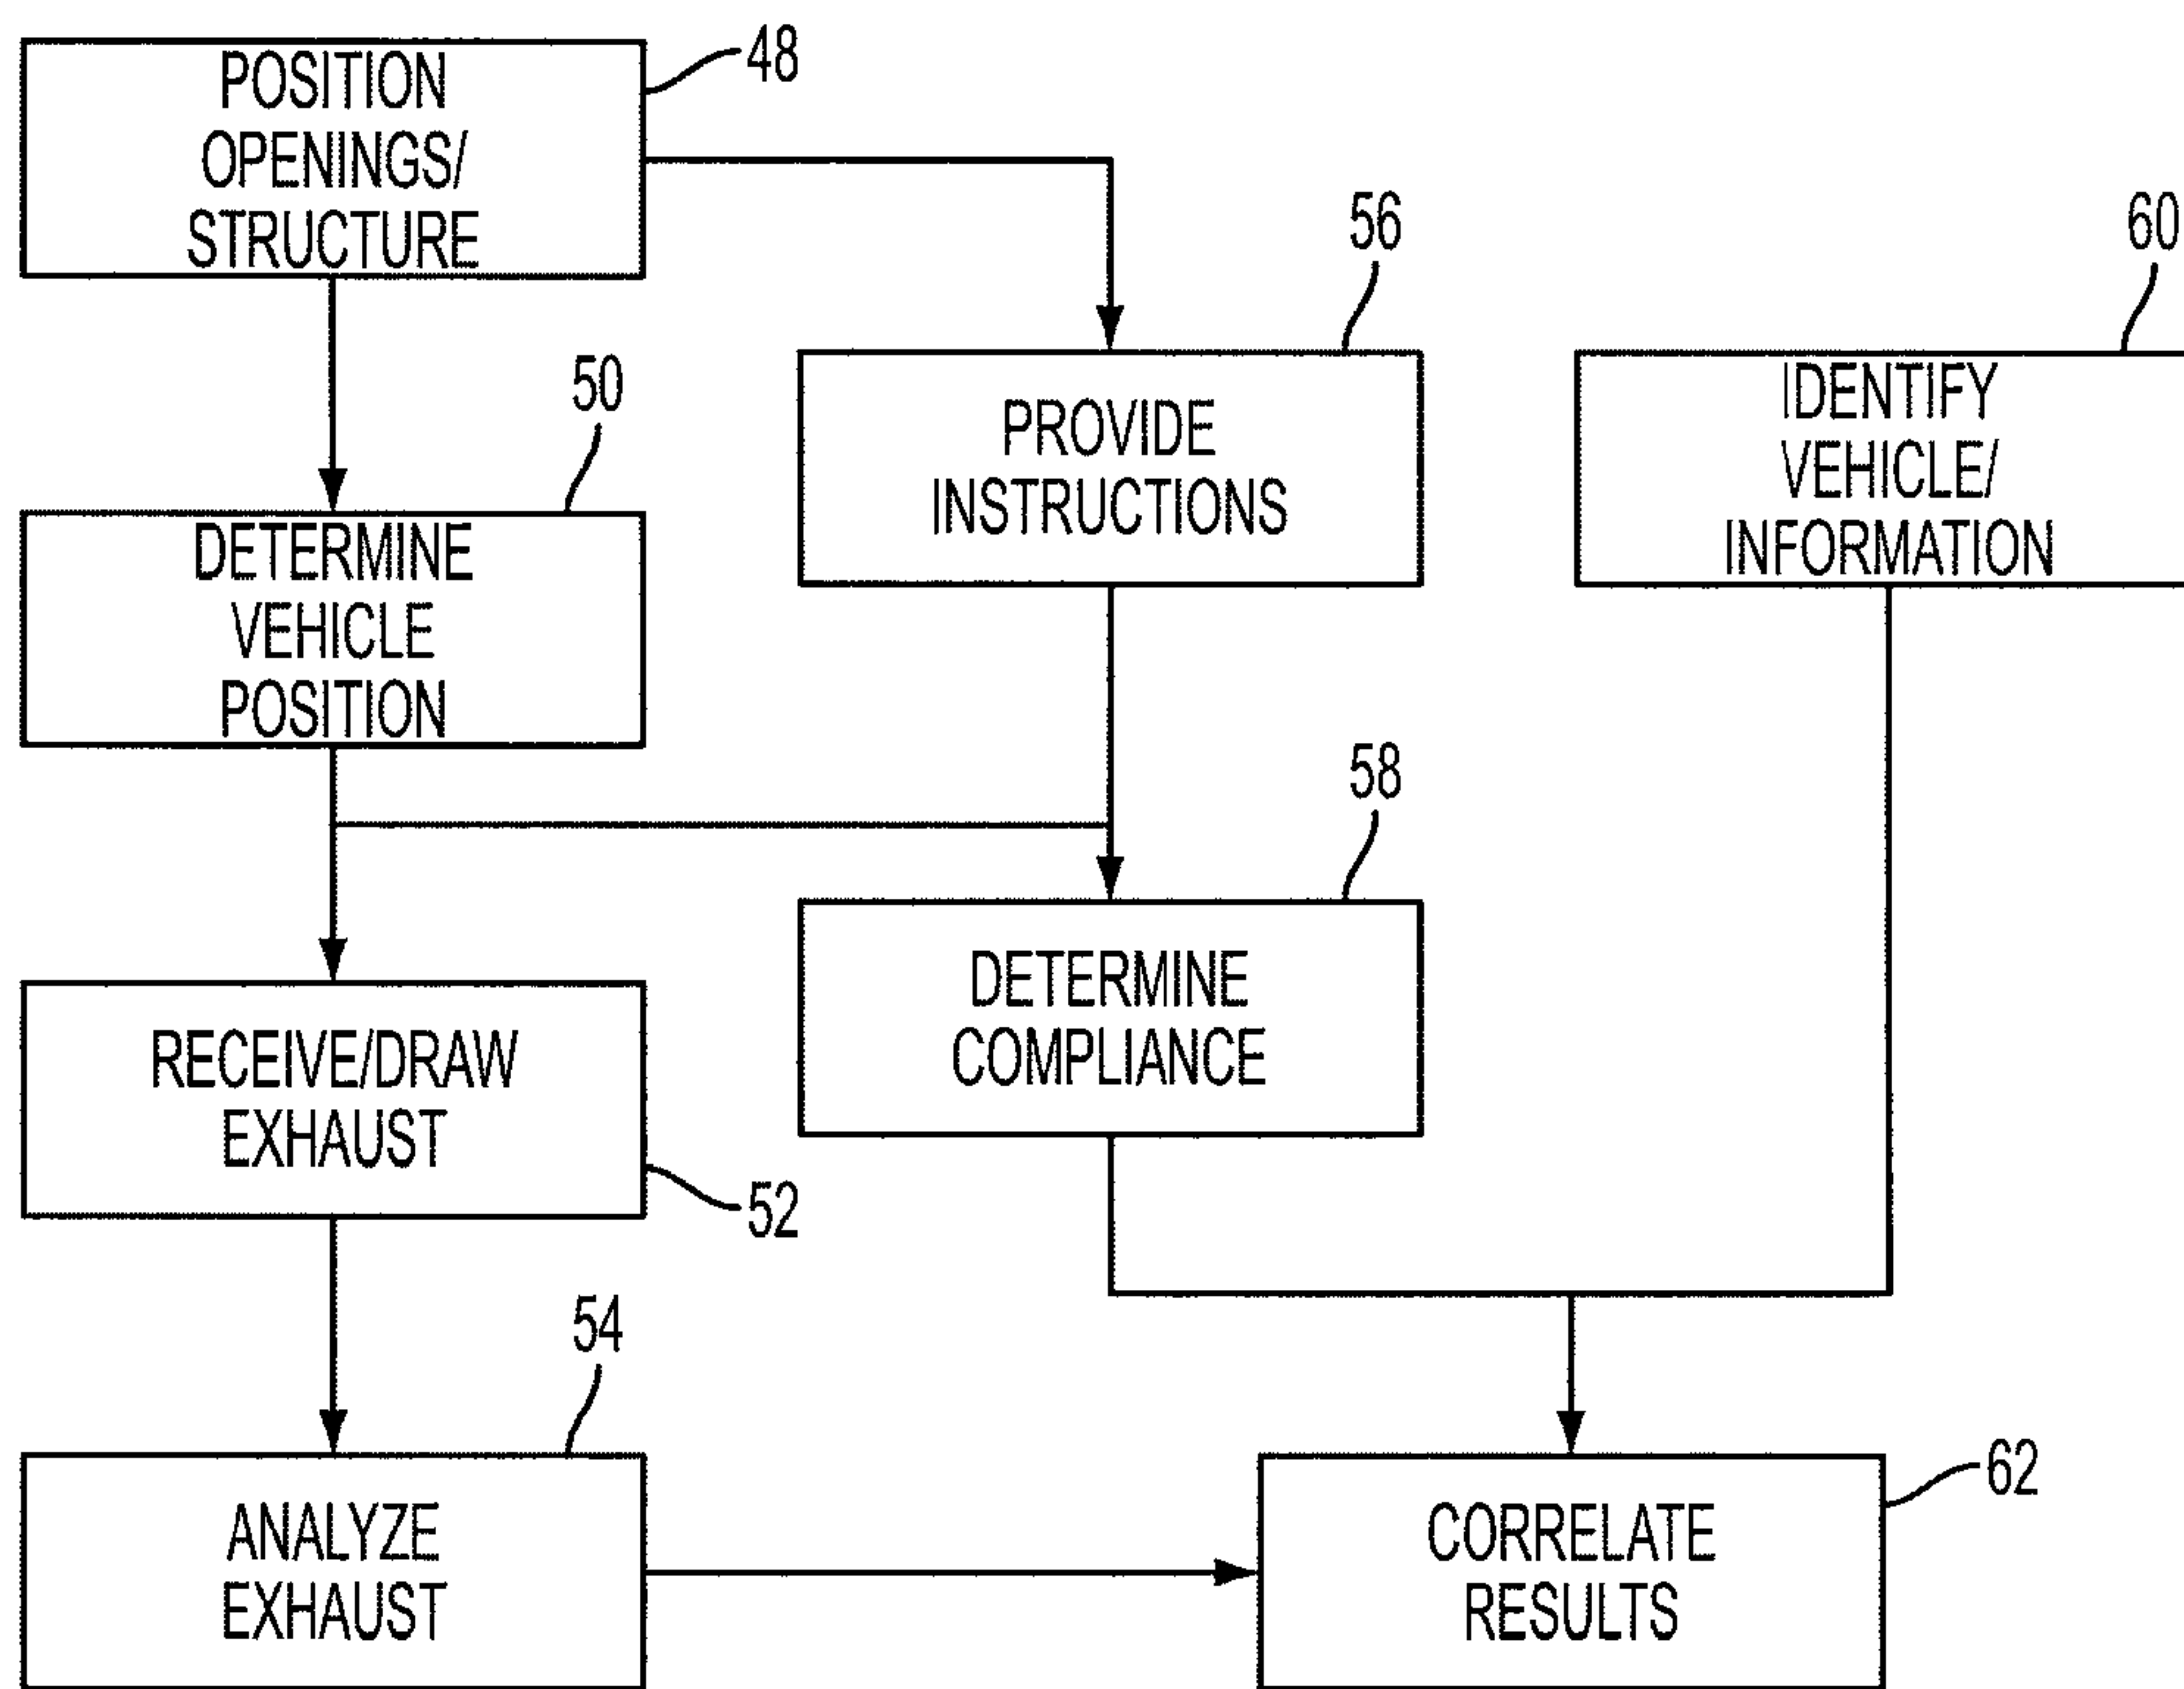 POSITION
OPENINGS/
STRUCTURE
48
DETERMINE
VEHICLE
POSITION
50
RECEIVE/DRAW
EXHAUST
52
ANALYZE
EXHAUST
54
PROVIDE
INSTRUCTIONS
56
DETERMINE
COMPLIANCE
58
IDENTIFY
VEHICLE/
INFORMATION
60
CORRELATE
RESULTS
62